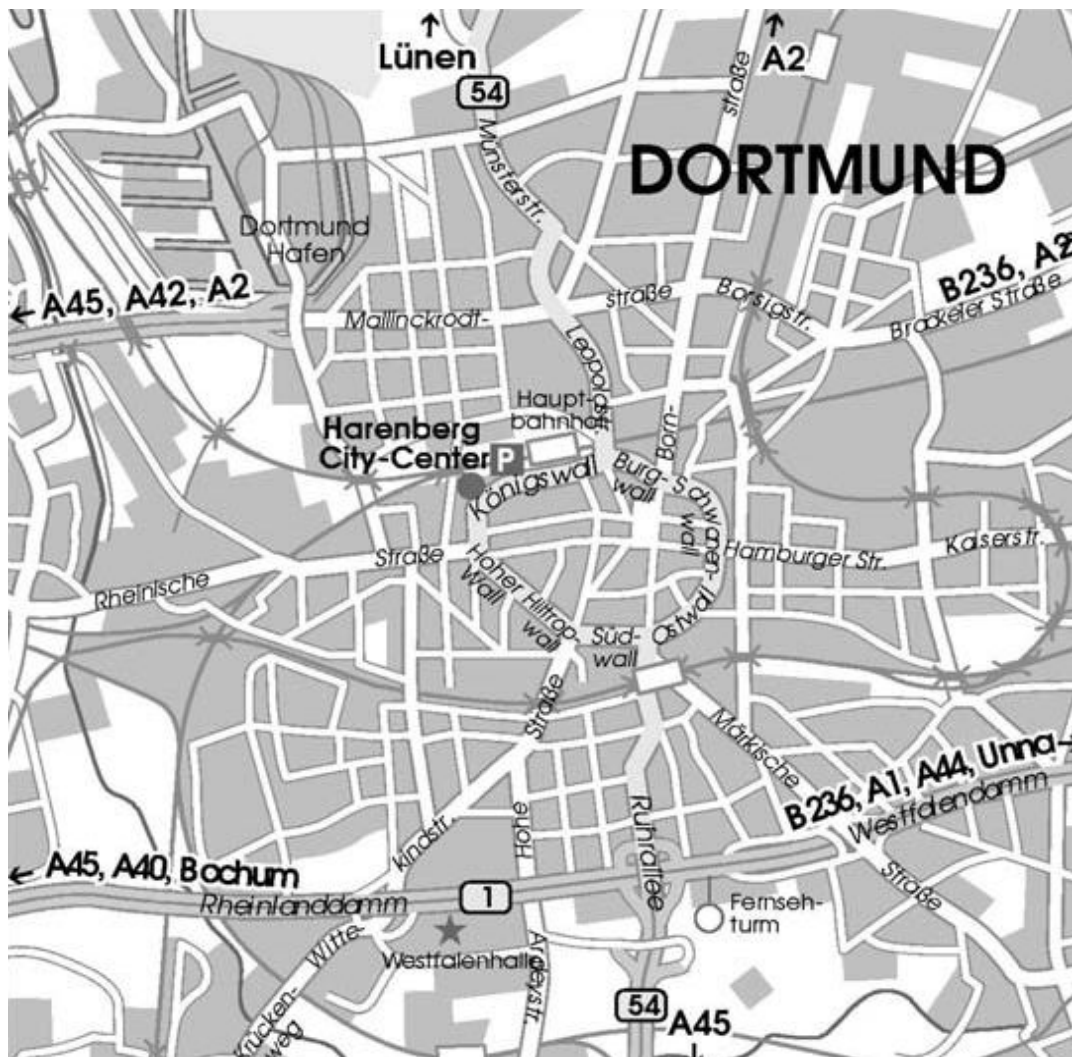 Lünen
A2
54
straße
Münsterstr.
DORTMUND
Dortmund
Hafen
B236, A2
← A45, A42, A2
straße
Borsigstr.
Brackeler Straße
Mallinckrodt-
Leopoldstr.
Haupt-
bahnhof
Born-
Harenberg
City-Center
P
Königswall
Burg-
wall
Schwanen-
wall
Straße
Hamburger Str.
Kaiserstr.
Rheinische
Hoher
Wall
Hiltrop-
wall
Süd-
wall
Ostwall
Straße
Märkische
B236, A1, A44, Unna→
Westfalendamm
kindstr.
Hohe
Ruhrallee
← A45, A40, Bochum
Rheinlanddamm
1
Straße
Fernseh-
turm
Witte-
Westfalenhalle
Ardeystr.
Krücken-
weg
54
A45